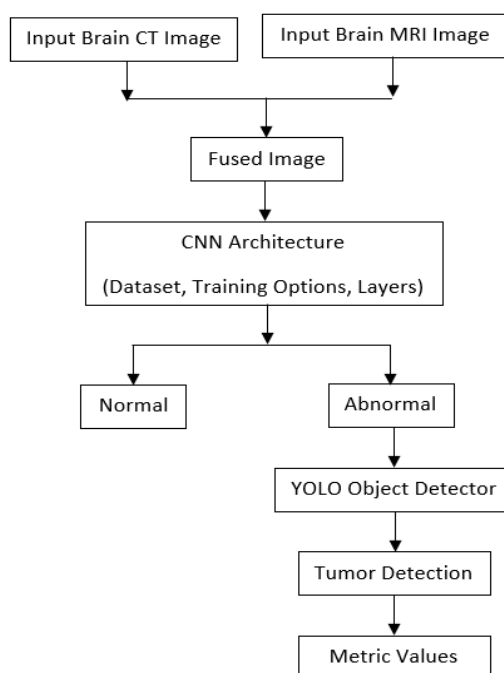 Input Brain CT Image
Input Brain MRI Image
Fused Image
CNN Architecture
(Dataset, Training Options, Layers)
Normal
Abnormal
YOLO Object Detector
Tumor Detection
Metric Values